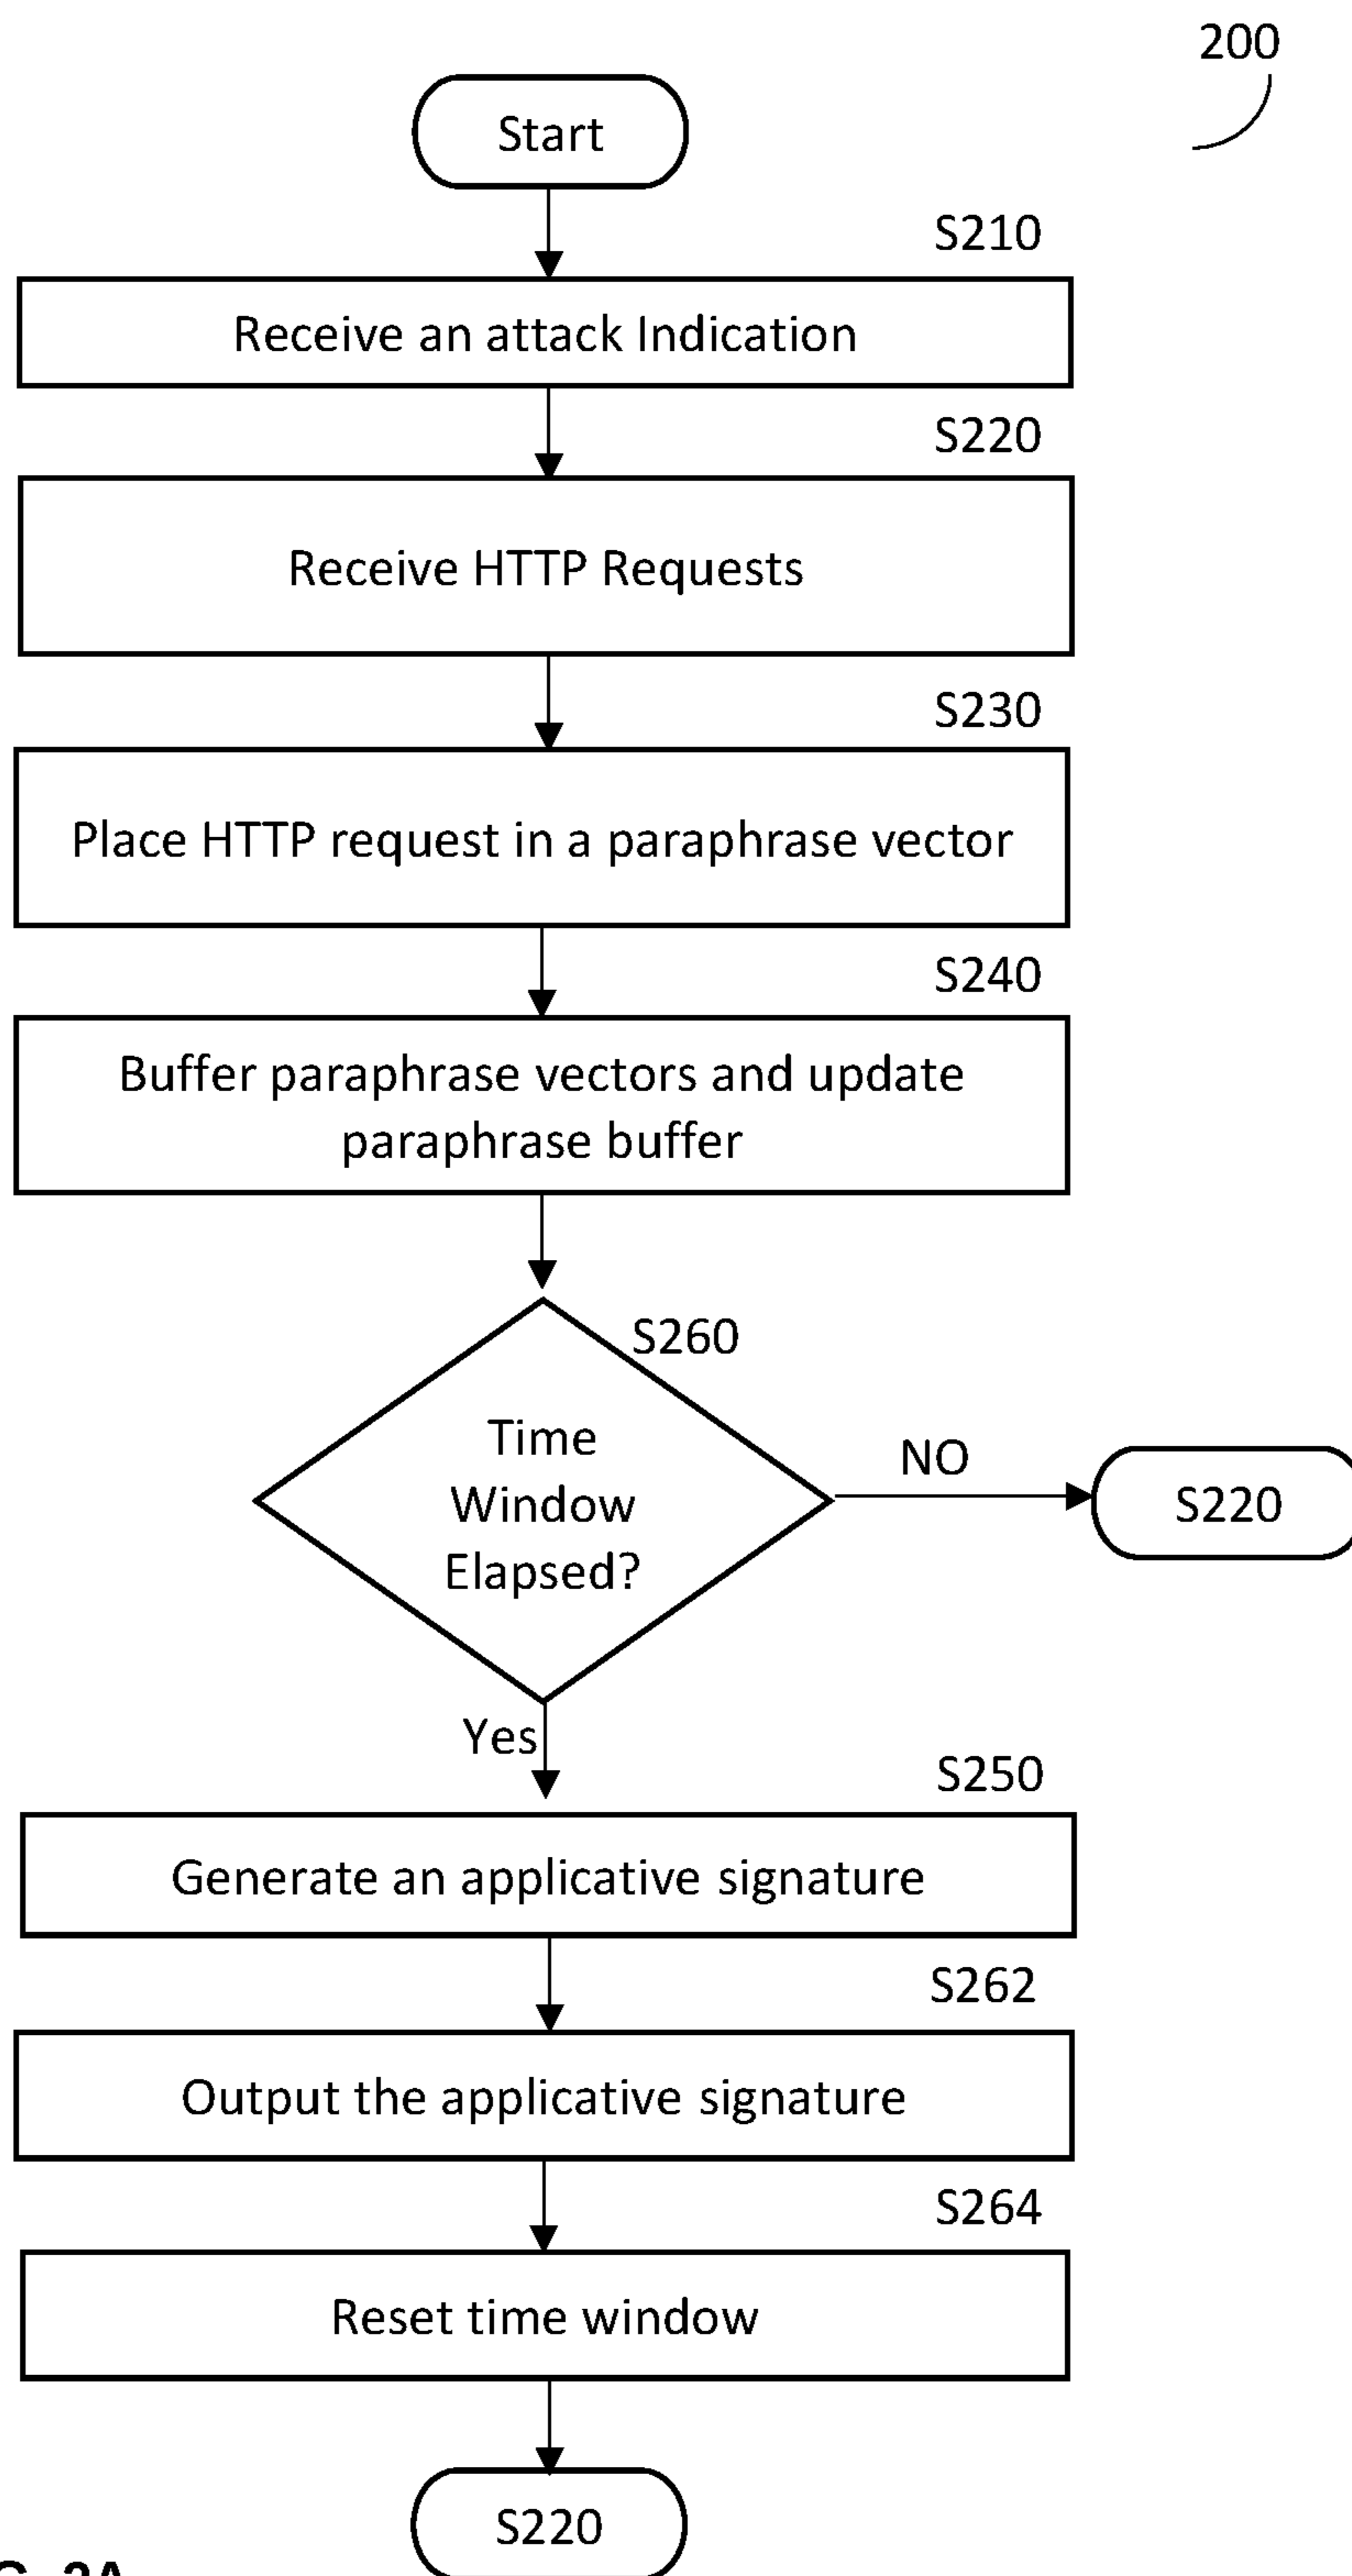 200
Start
S210
Receive an attack Indication
S220
Receive HTTP Requests
S230
Place HTTP request in a paraphrase vector
S240
Buffer paraphrase vectors and update
paraphrase buffer
S260
Time
Window
Elapsed?
NO
S220
Yes
S250
Generate an applicative signature
S262
Output the applicative signature
S264
Reset time window
S220